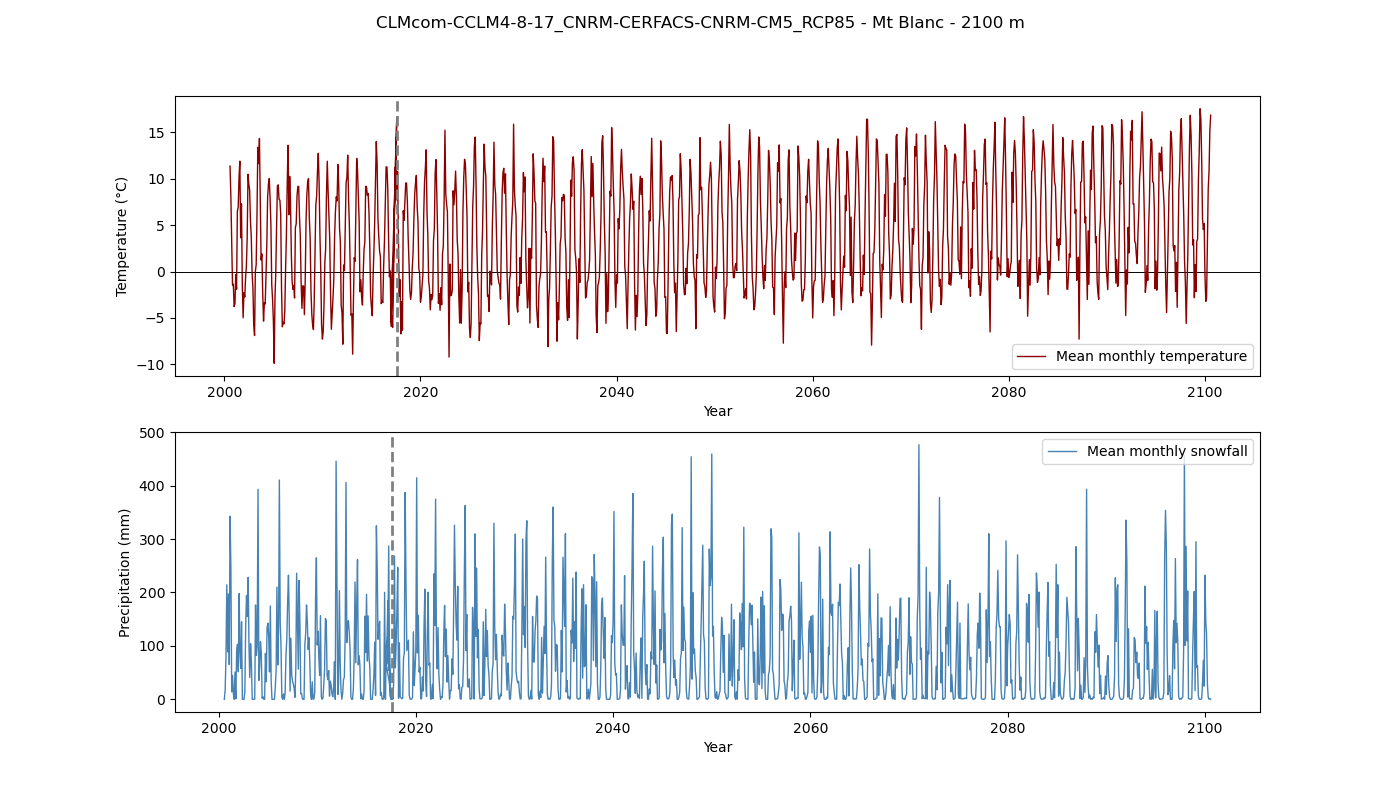 CLMcom-CCLM4-8-17_CNRM-CERFACS-CNRM-CM5_RCP85 - Mt Blanc - 2100 m
Temperature (°C)
15
10
5
0
−5
−10
Mean monthly temperature
2000 2020 2040 2060 2080 2100
Year
Precipitation (mm)
500
400
300
200
100
0
Mean monthly snowfall
2000 2020 2040 2060 2080 2100
Year